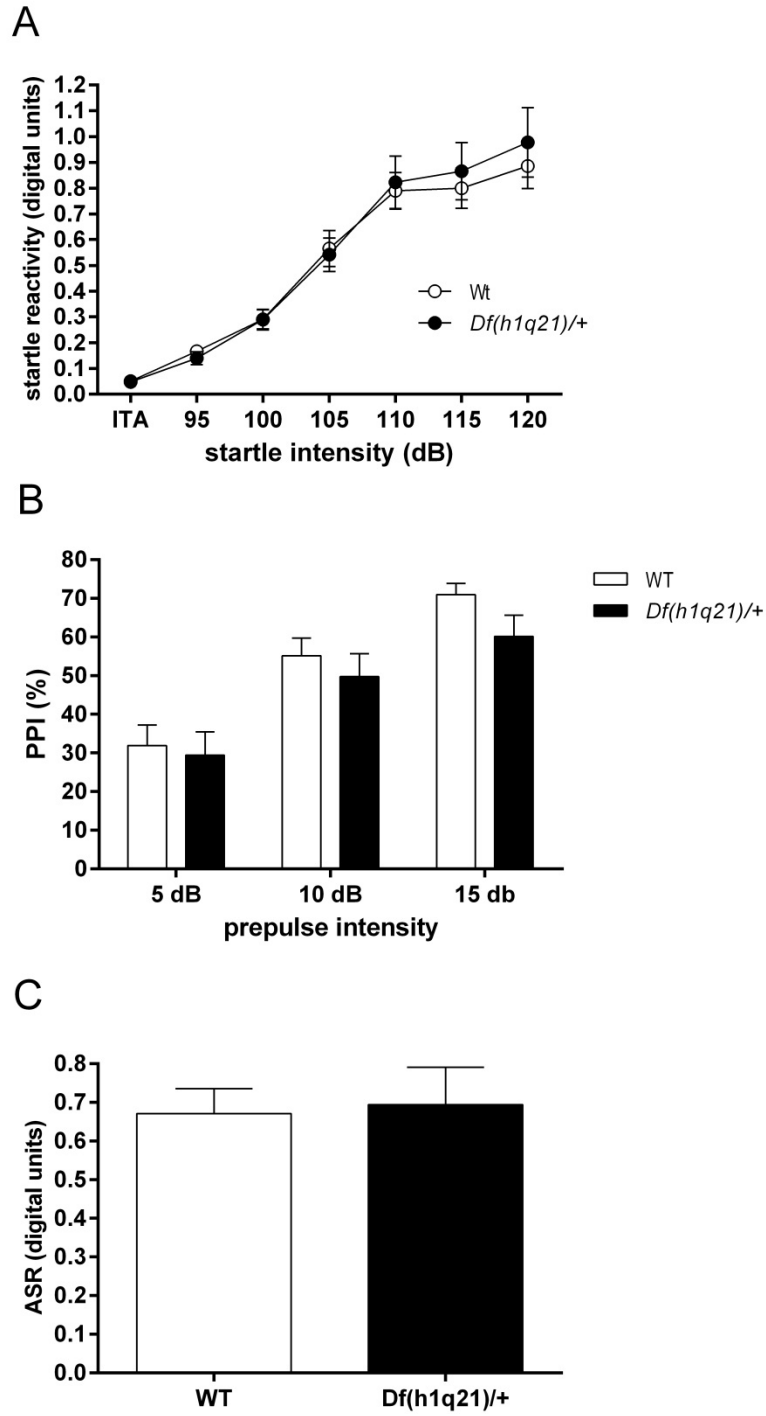 A
startle reactivity (digital units)
1.2
1.1
1.0
0.9
0.8
0.7
0.6
0.5
0.4
0.3
0.2
0.1
0.0
Wt
Df(h1q21)/+
ITA 95 100 105 110 115 120
startle intensity (dB)
B
PPI (%)
80
70
60
50
40
30
20
10
0
WT
Df(h1q21)/+
5 dB 10 dB 15 db
prepulse intensity
C
ASR (digital units)
0.8
0.7
0.6
0.5
0.4
0.3
0.2
0.1
0.0
WT Df(h1q21)/+